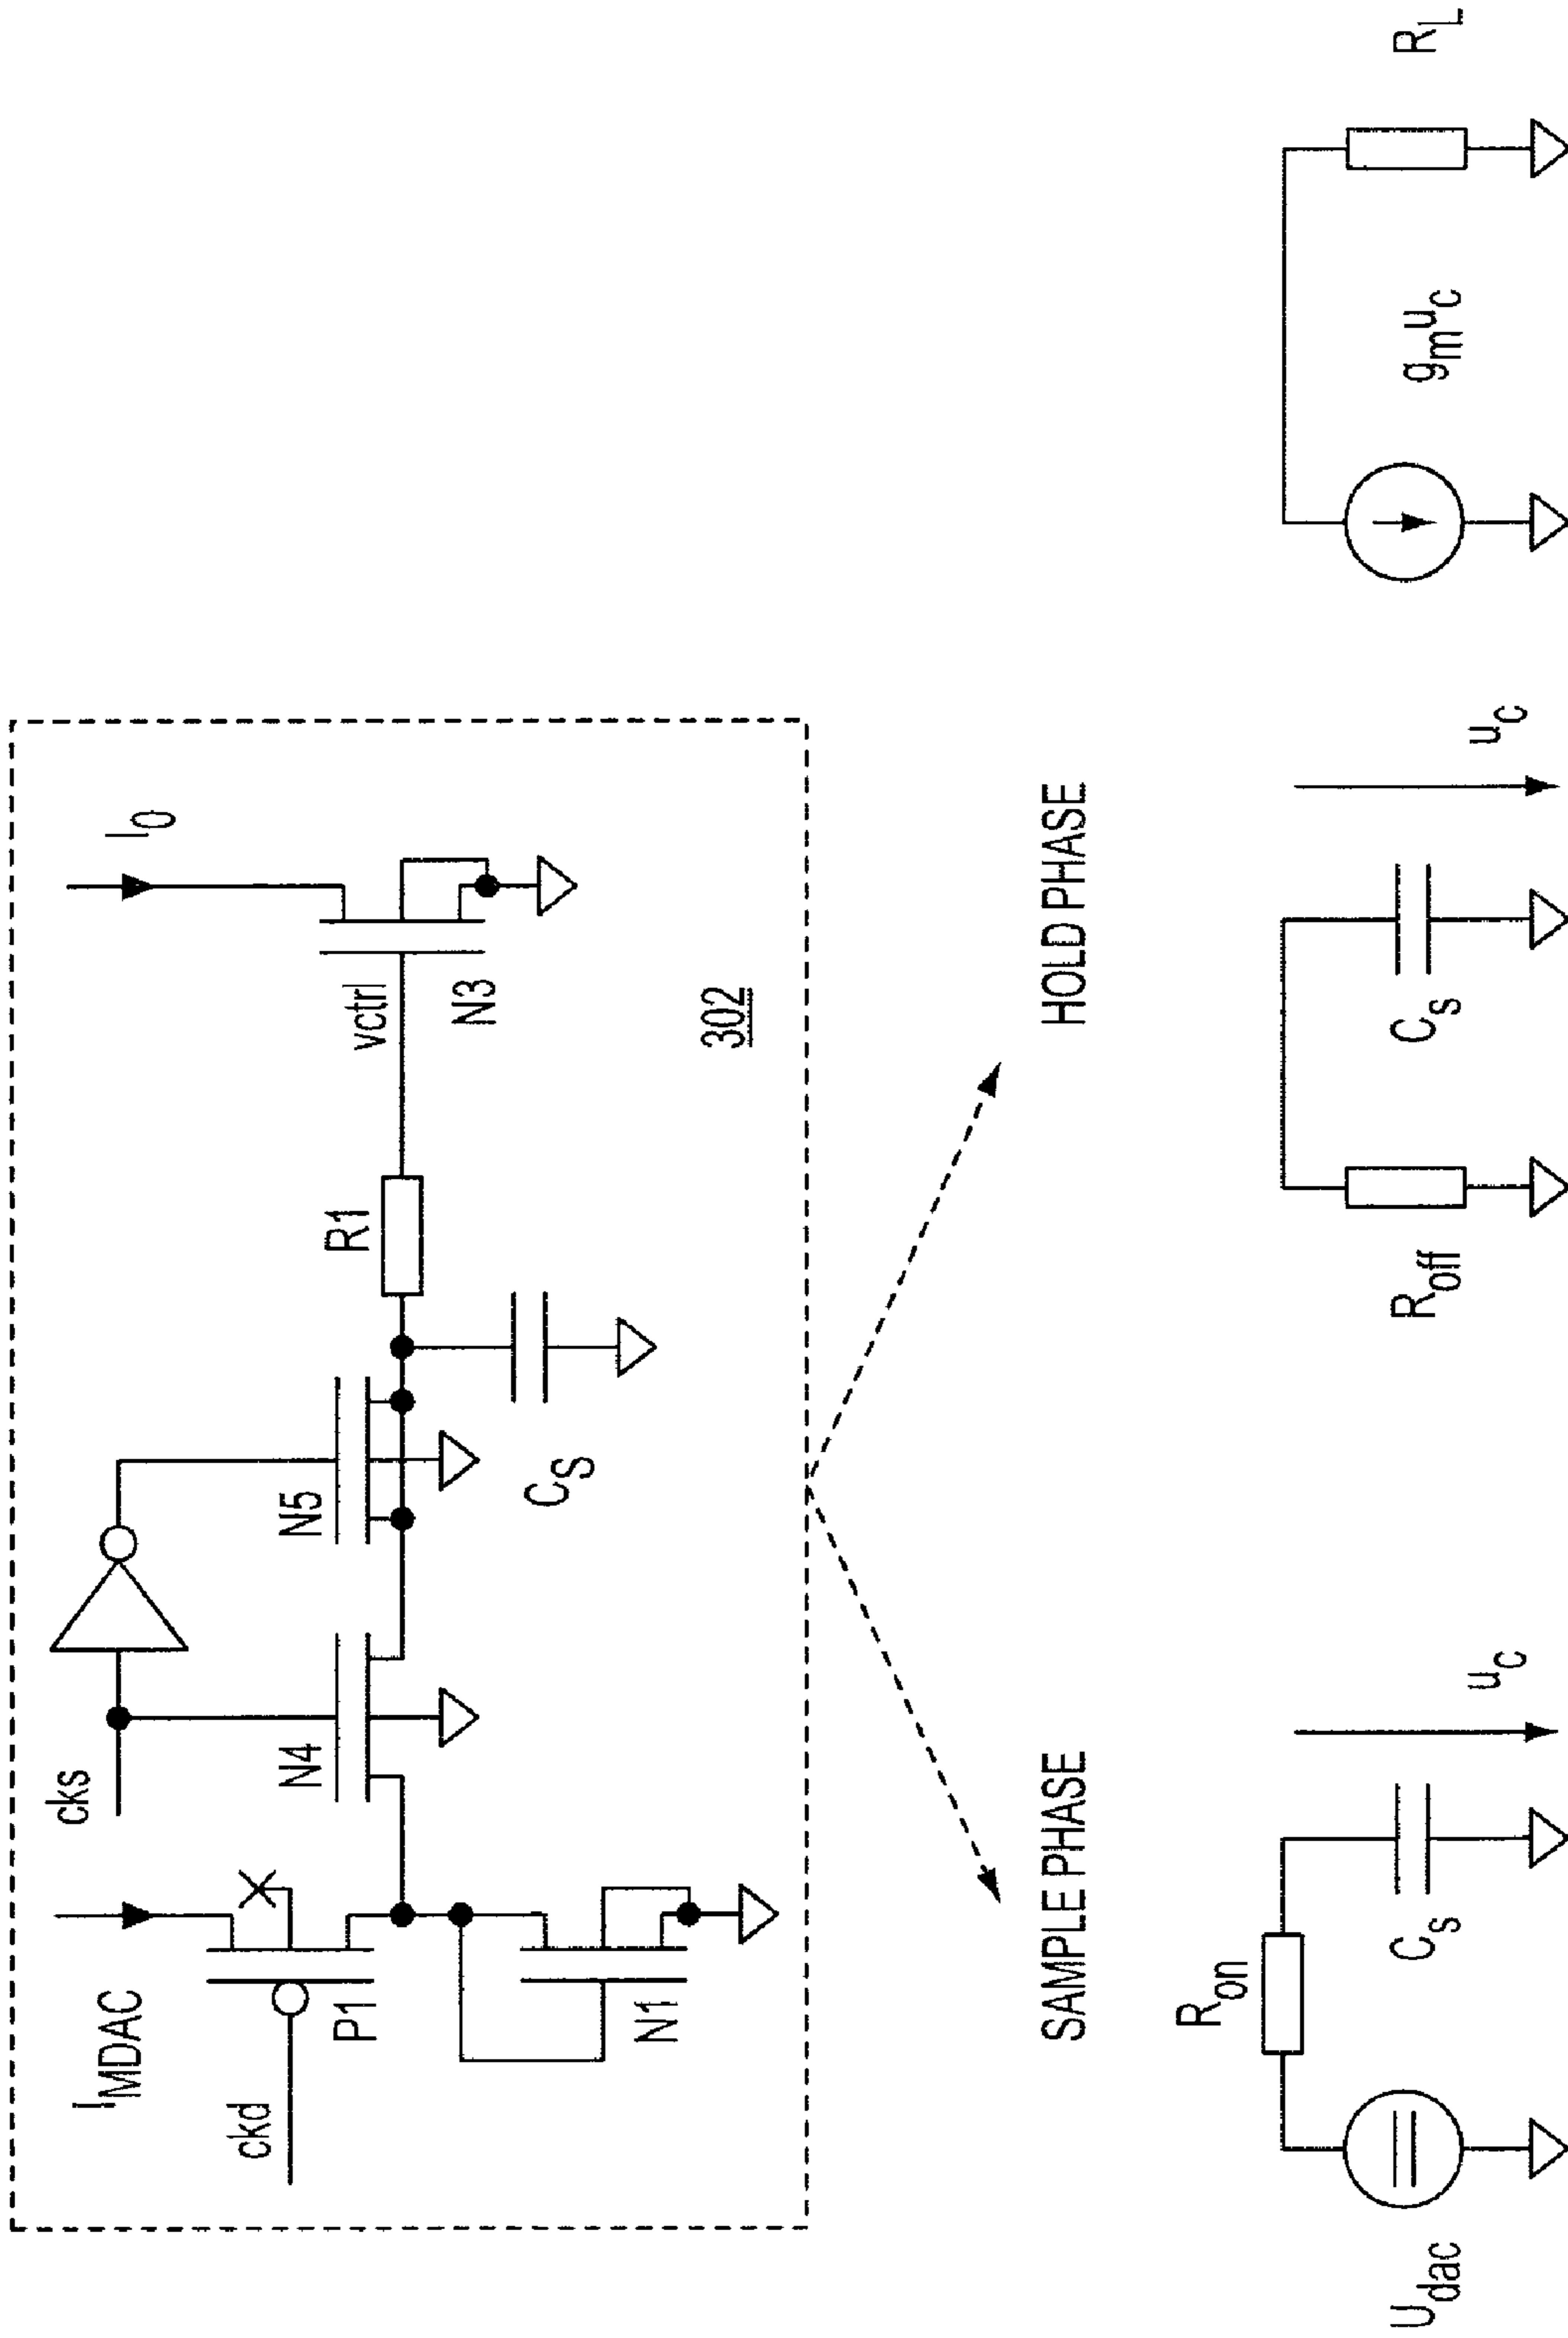 I_MDAC
ckd
P1
N1
cks
N4
N5
C_S
R1
vctrl
N3
I_0
302
SAMPLE PHASE
HOLD PHASE
U_dac
R_on
C_s
u_c
R_off
C_s
u_c
g_m u_c
R_L